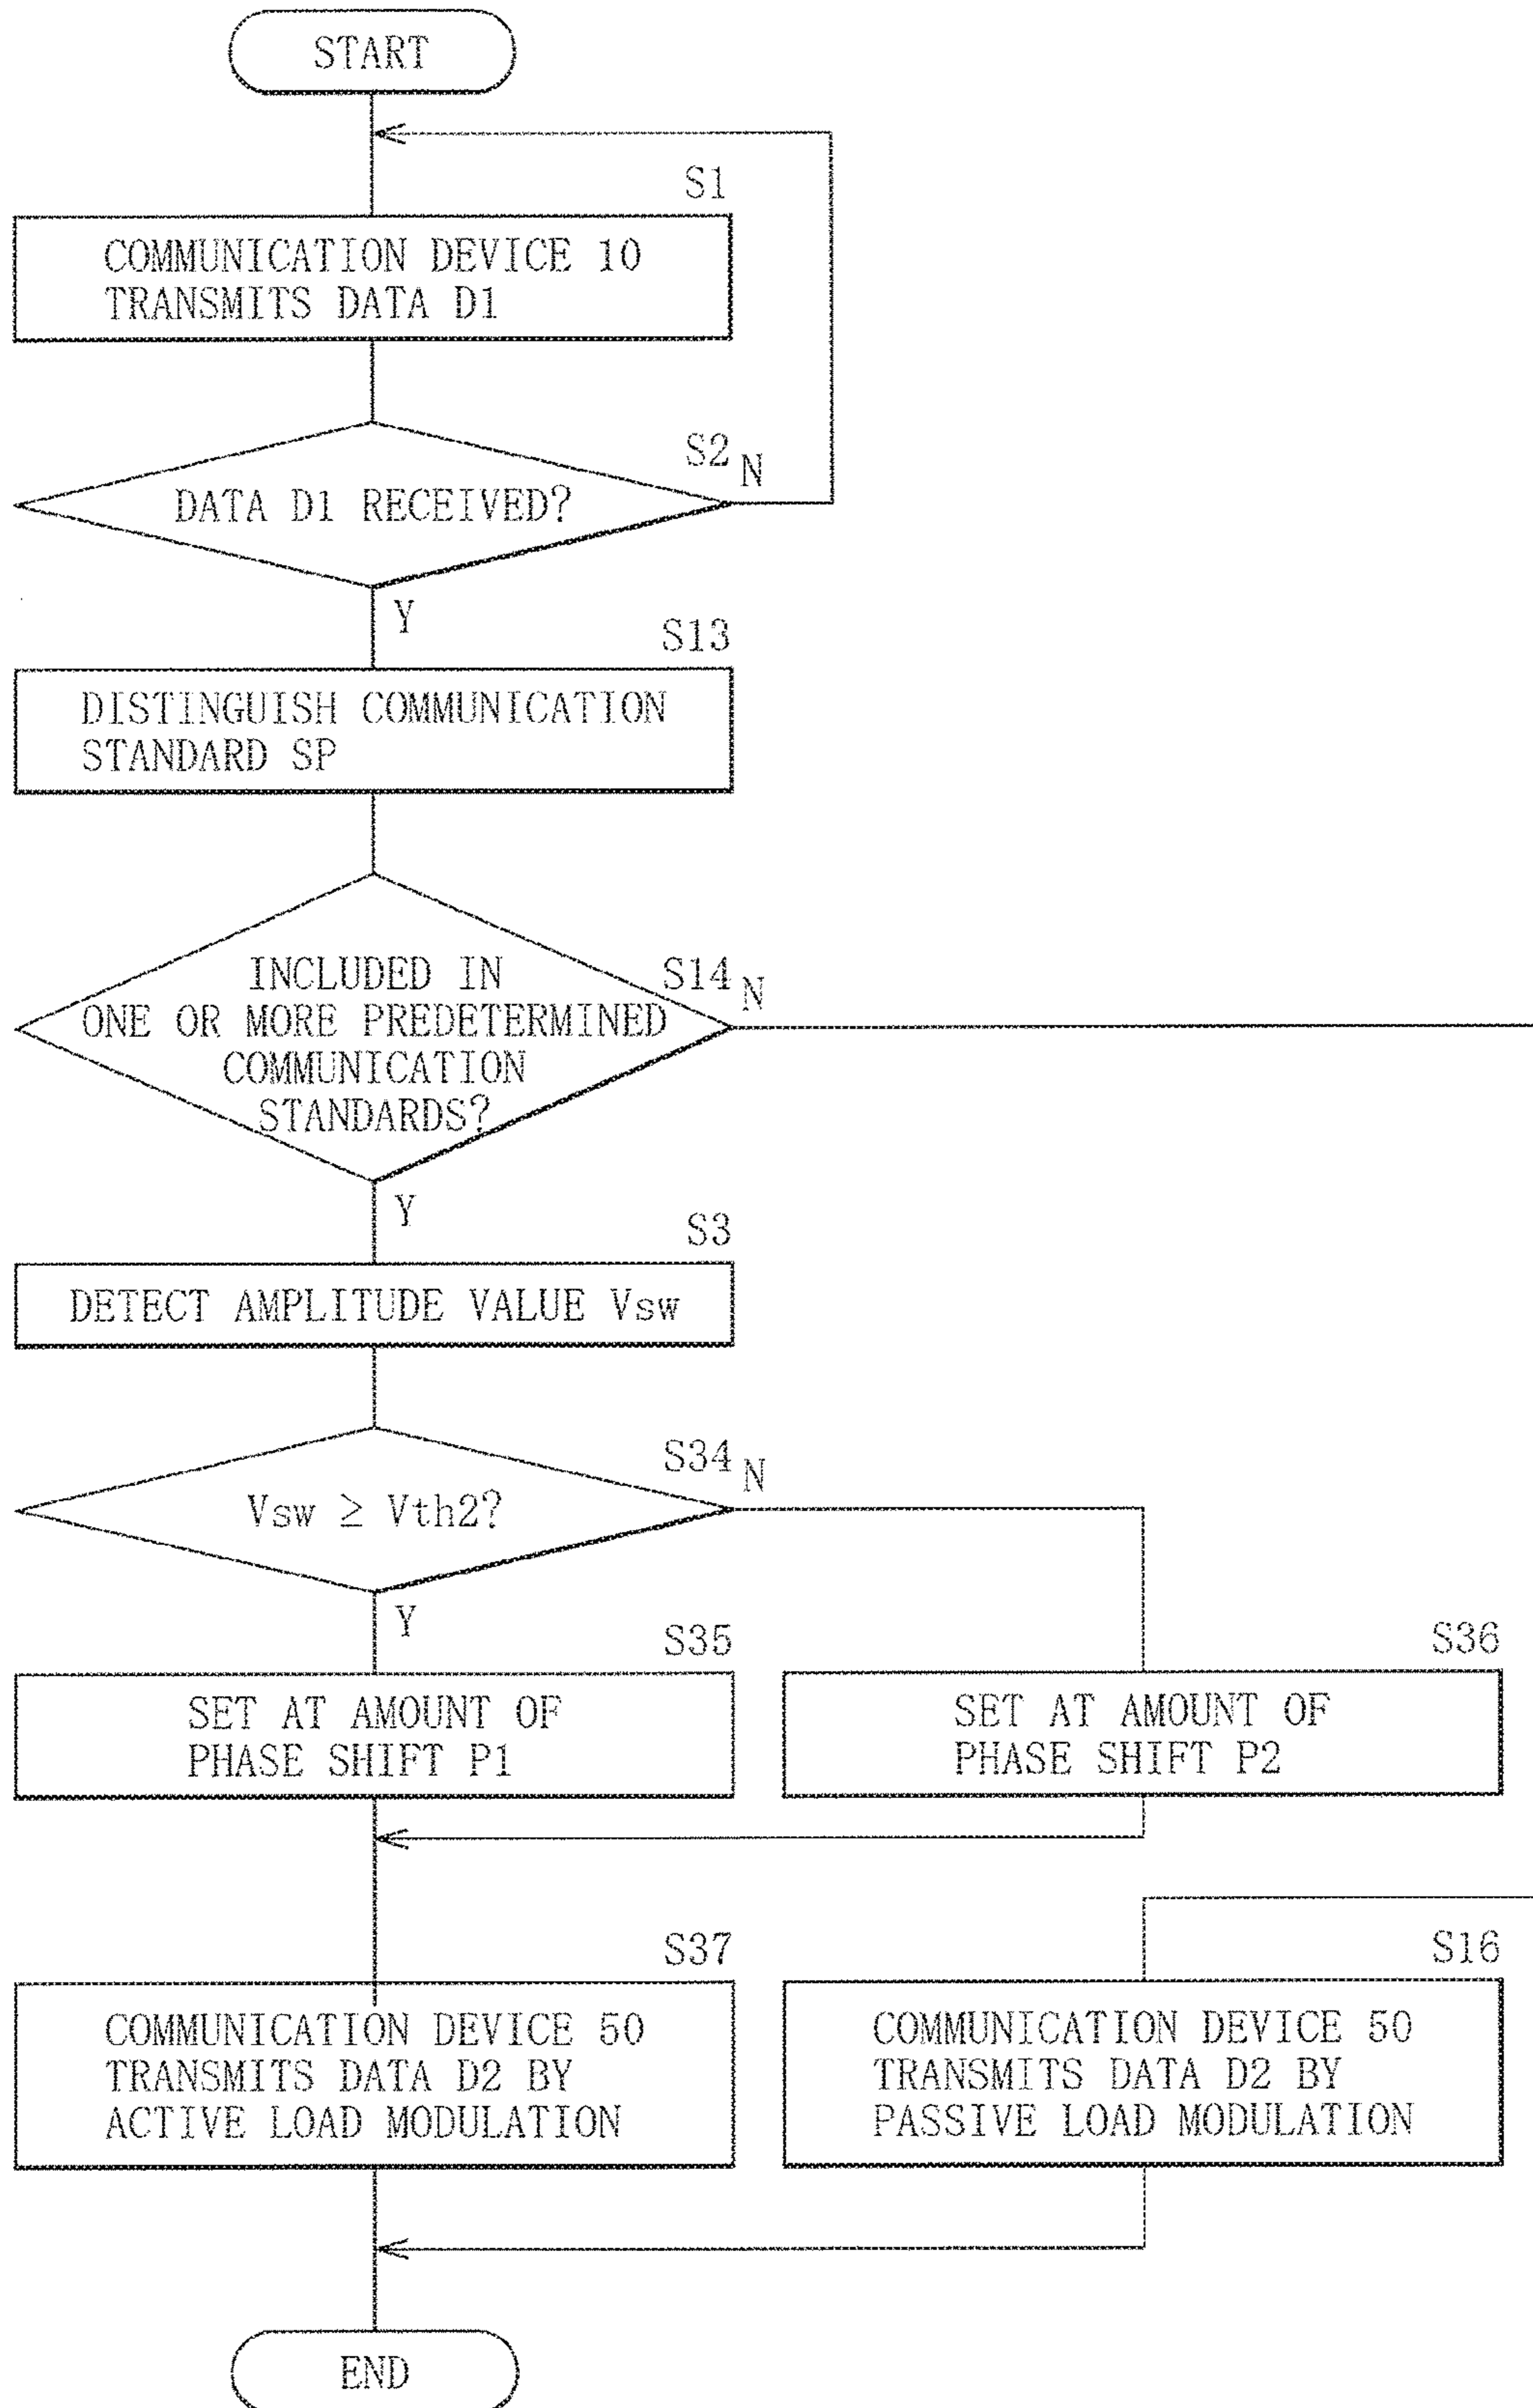 START
S1
COMMUNICATION DEVICE 10
TRANSMITS DATA D1
S2
N
DATA D1 RECEIVED?
Y
S13
DISTINGUISH COMMUNICATION
STANDARD SP
S14
N
INCLUDED IN
ONE OR MORE PREDETERMINED
COMMUNICATION
STANDARDS?
Y
S3
DETECT AMPLITUDE VALUE Vsw
S34
N
Vsw ≥ Vth2?
Y
S35
SET AT AMOUNT OF
PHASE SHIFT P1
S36
SET AT AMOUNT OF
PHASE SHIFT P2
S37
COMMUNICATION DEVICE 50
TRANSMITS DATA D2 BY
ACTIVE LOAD MODULATION
S16
COMMUNICATION DEVICE 50
TRANSMITS DATA D2 BY
PASSIVE LOAD MODULATION
END